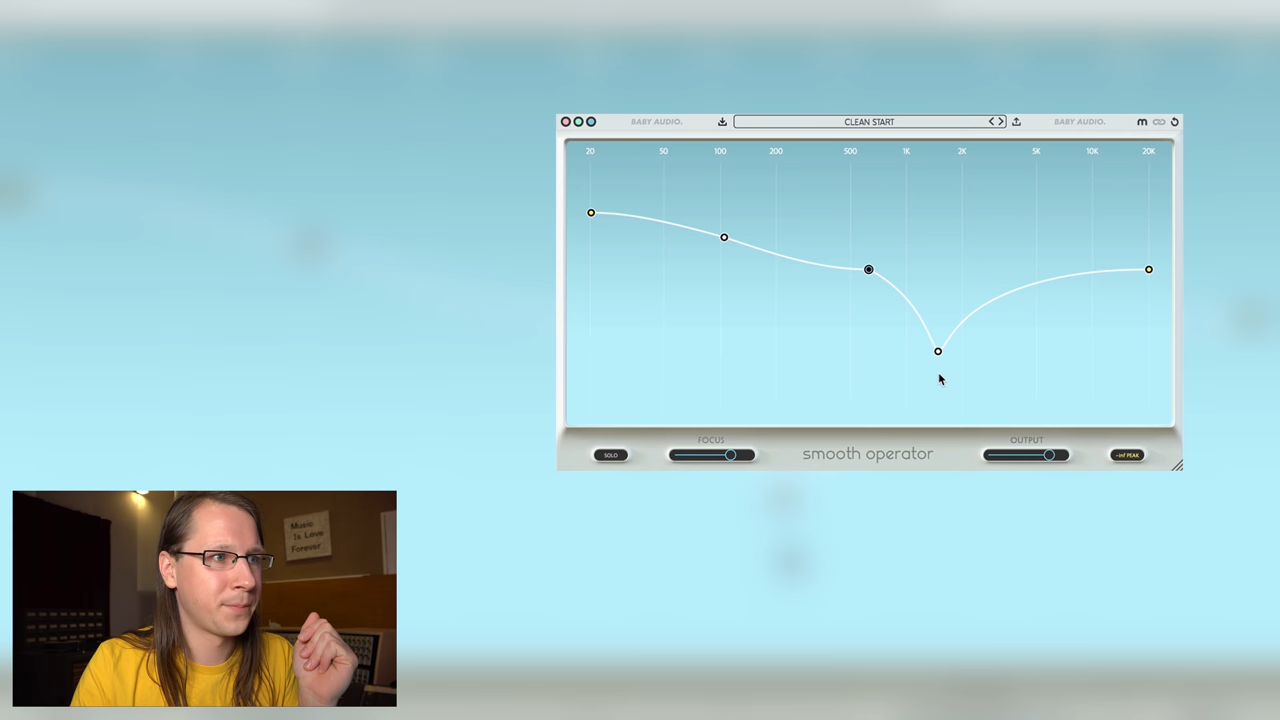 BABY AUDIO.
CLEAN START
BABY AUDIO.
m
20 50 100 200 500 1K 2K 5K 10K 20K
FOCUS
OUTPUT
SOLO
smooth operator
-inf PEAK
Music
Is Love
Forever